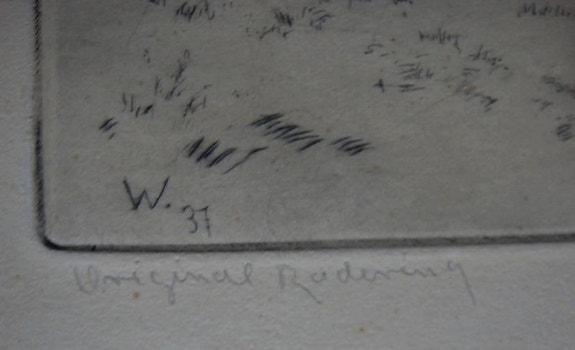 W. 37
Original Radierung